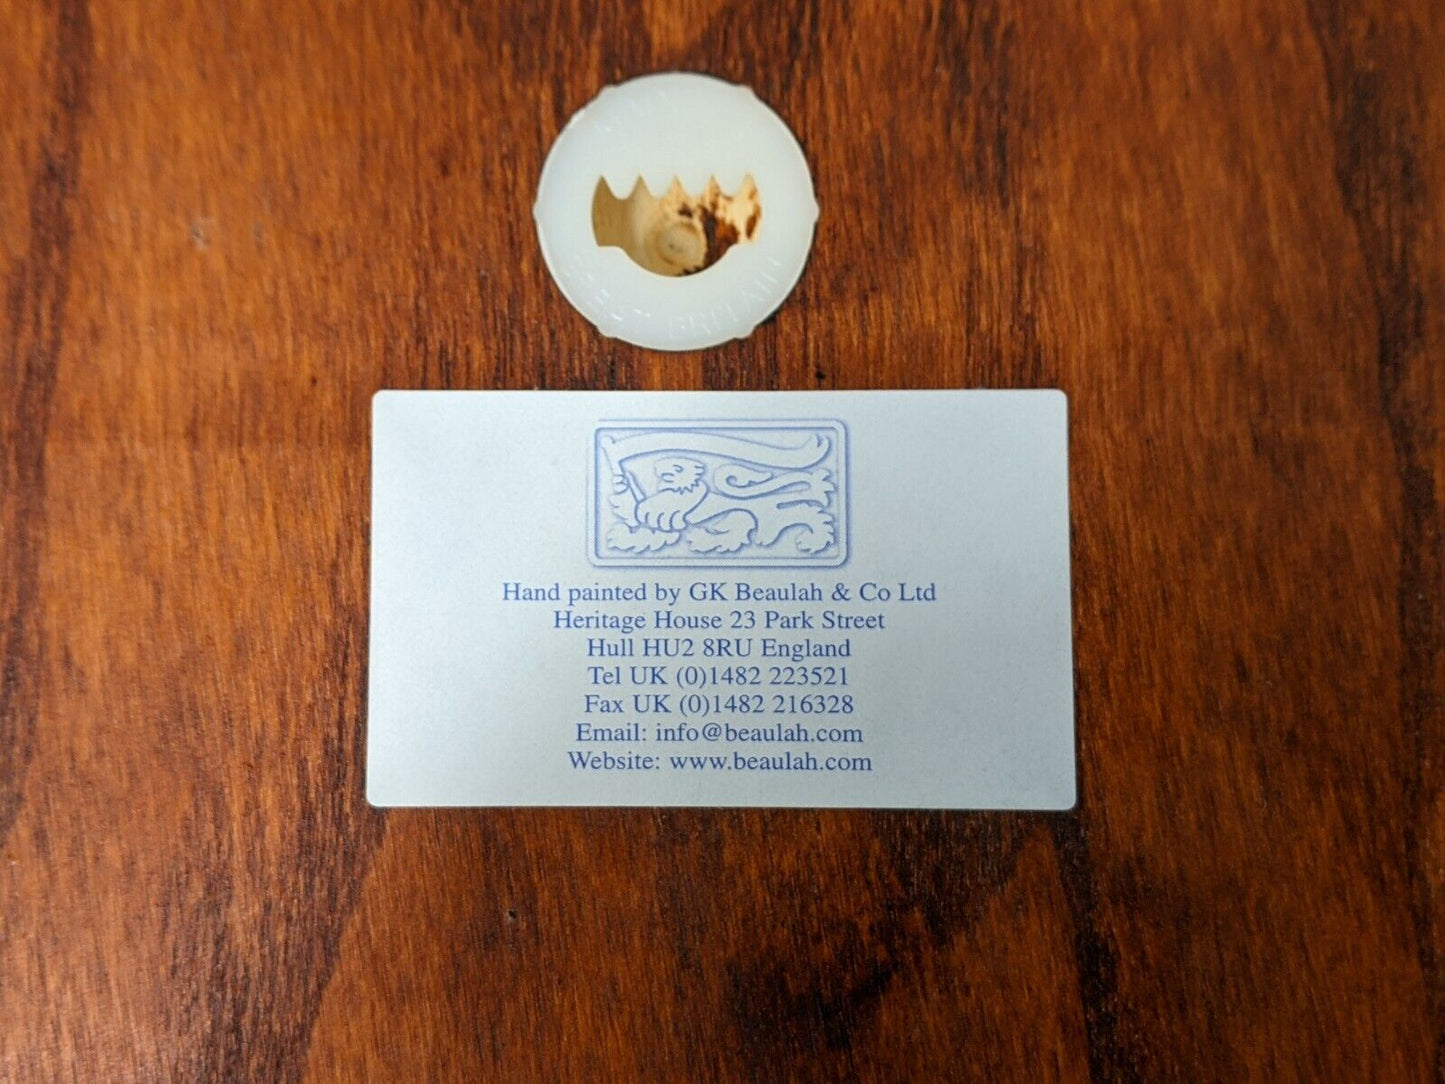 BRITAIN
Hand painted by GK Beaulah & Co Ltd
Heritage House 23 Park Street
Hull HU2 8RU England
Tel UK (0)1482 223521
Fax UK (0)1482 216328
Email: info@beaulah.com
Website: www.beaulah.com